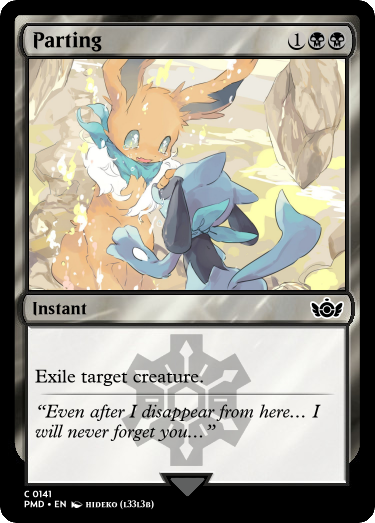 Parting 1
Instant
Exile target creature.
“Even after I disappear from here… I
will never forget you…”
C 0141
PMD • EN HIDEKO (L33L3B)